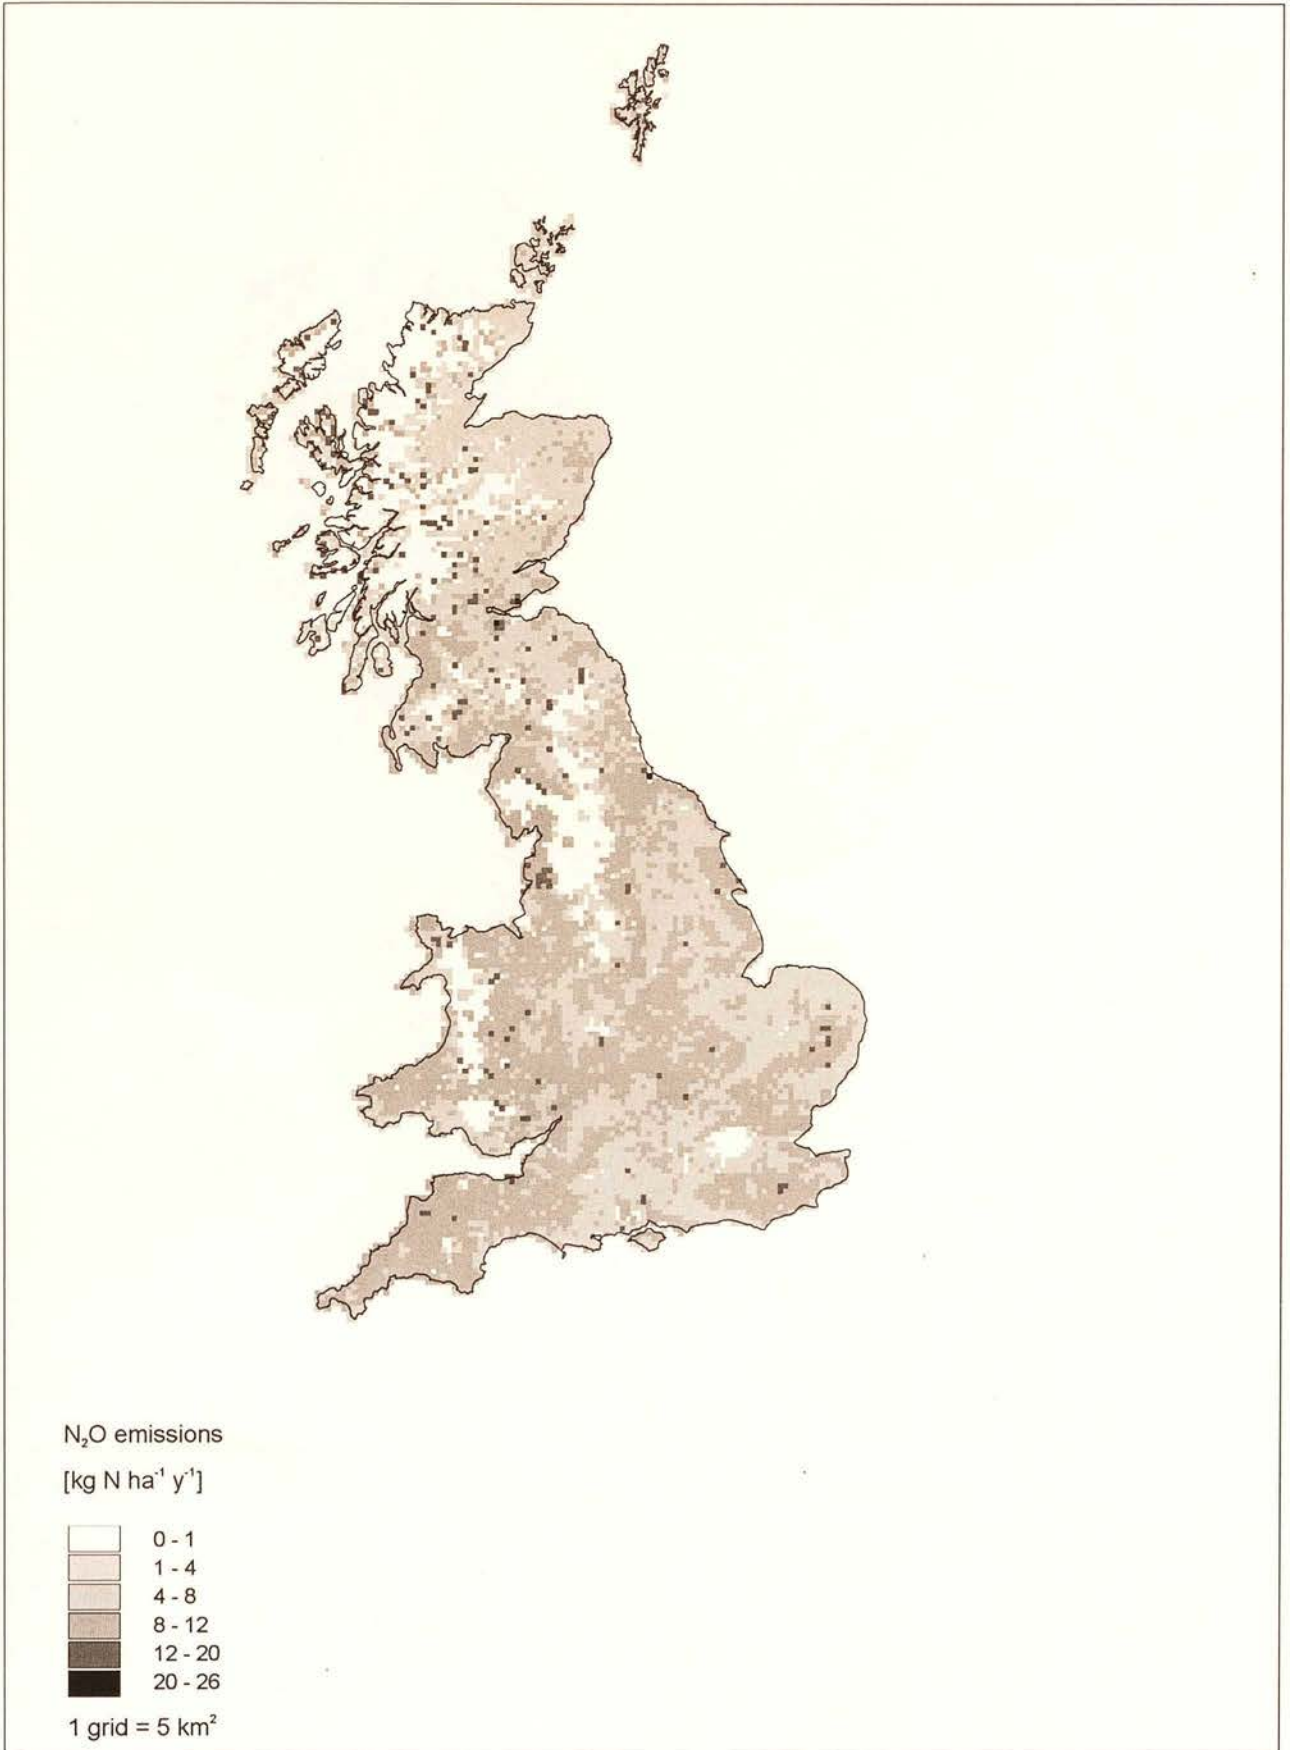 N₂O emissions
[kg N ha⁻¹ y⁻¹]
0 - 1
1 - 4
4 - 8
8 - 12
12 - 20
20 - 26
1 grid = 5 km²